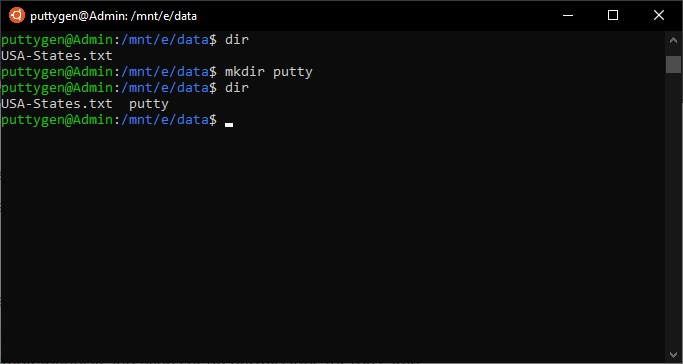 puttygen@Admin: /mnt/e/data
puttygen@Admin:/mnt/e/data$ dir
USA-States.txt
puttygen@Admin:/mnt/e/data$ mkdir putty
puttygen@Admin:/mnt/e/data$ dir
USA-States.txt  putty
puttygen@Admin:/mnt/e/data$